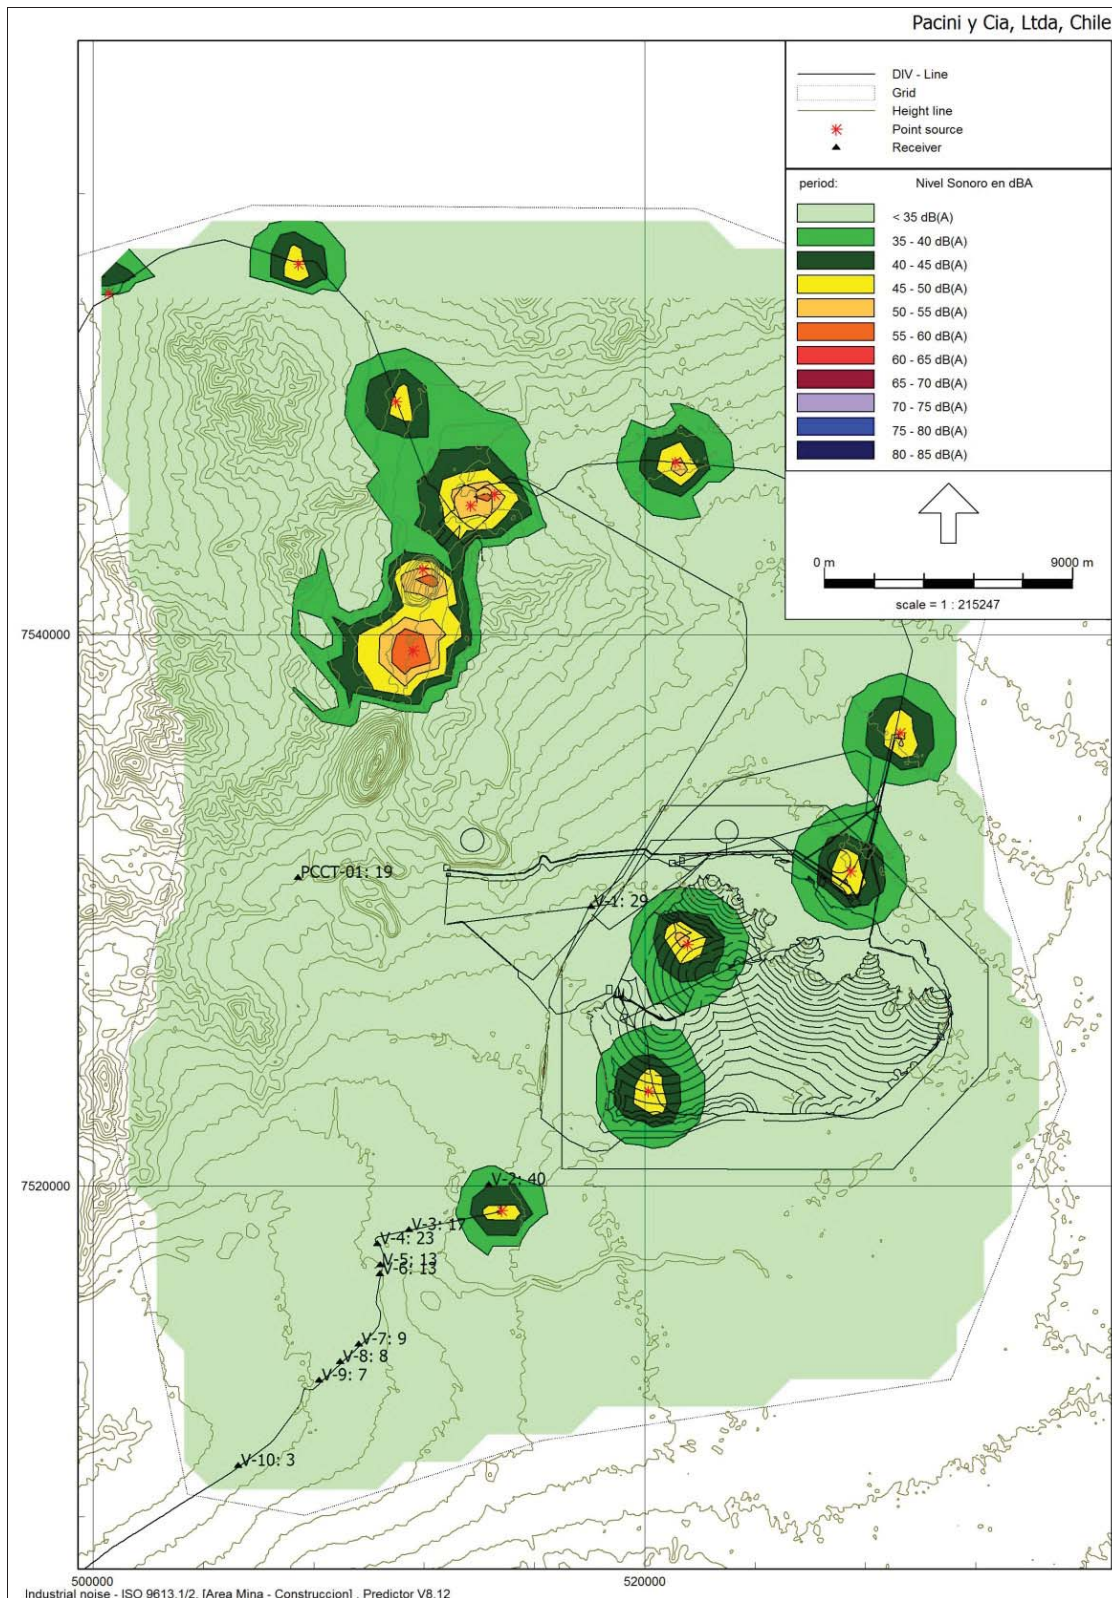 Pacini y Cia, Ltda, Chile
DIV - Line
Grid
Height line
Point source
Receiver
period: Nivel Sonoro en dBA
< 35 dB(A)
35 - 40 dB(A)
40 - 45 dB(A)
45 - 50 dB(A)
50 - 55 dB(A)
55 - 60 dB(A)
60 - 65 dB(A)
65 - 70 dB(A)
70 - 75 dB(A)
75 - 80 dB(A)
80 - 85 dB(A)
0 m 9000 m
scale = 1 : 215247
7540000
PCCT-01: 19
V-1: 29
7520000
V-2: 40
V-3: 17
V-4: 23
V-5: 13
V-6: 13
V-7: 9
V-8: 8
V-9: 7
V-10: 3
500000 520000
Industrial noise - ISO 9613.1/2, [Area Mina - Construccion] , Predictor V8.12